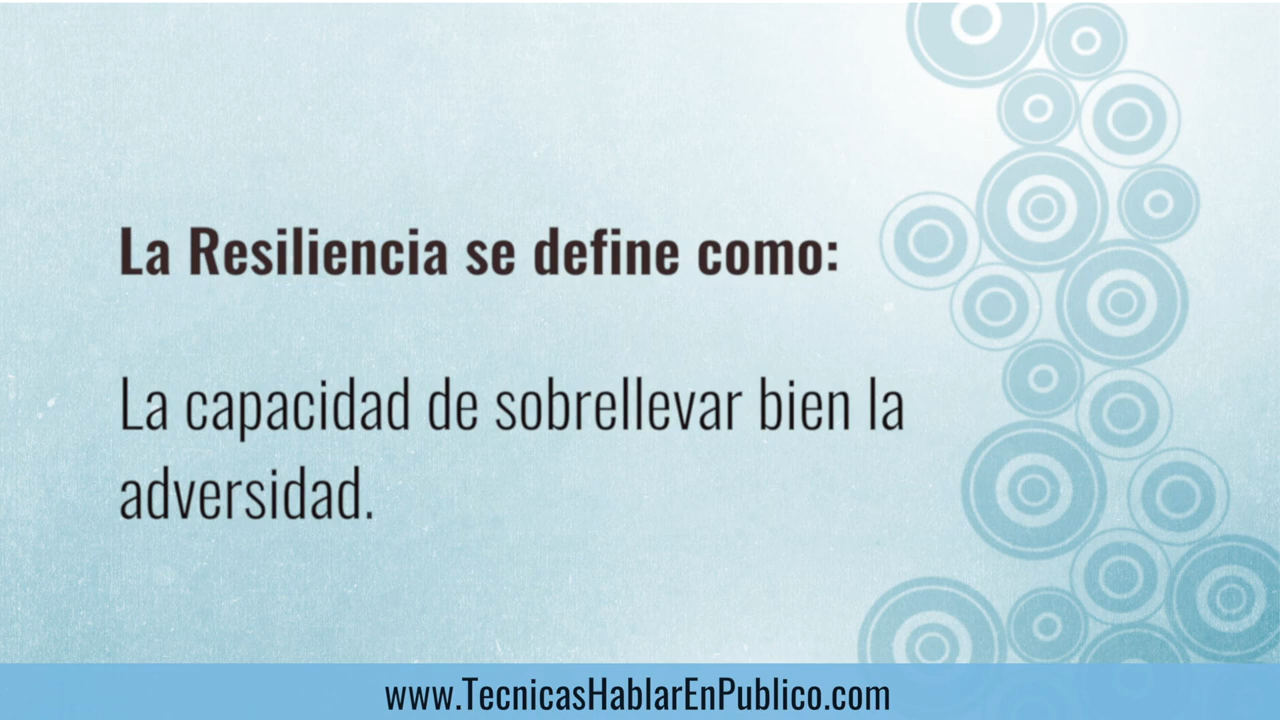 La Resiliencia se define como:
La capacidad de sobrellevar bien la
adversidad.
www.TecnicasHablarEnPublico.com